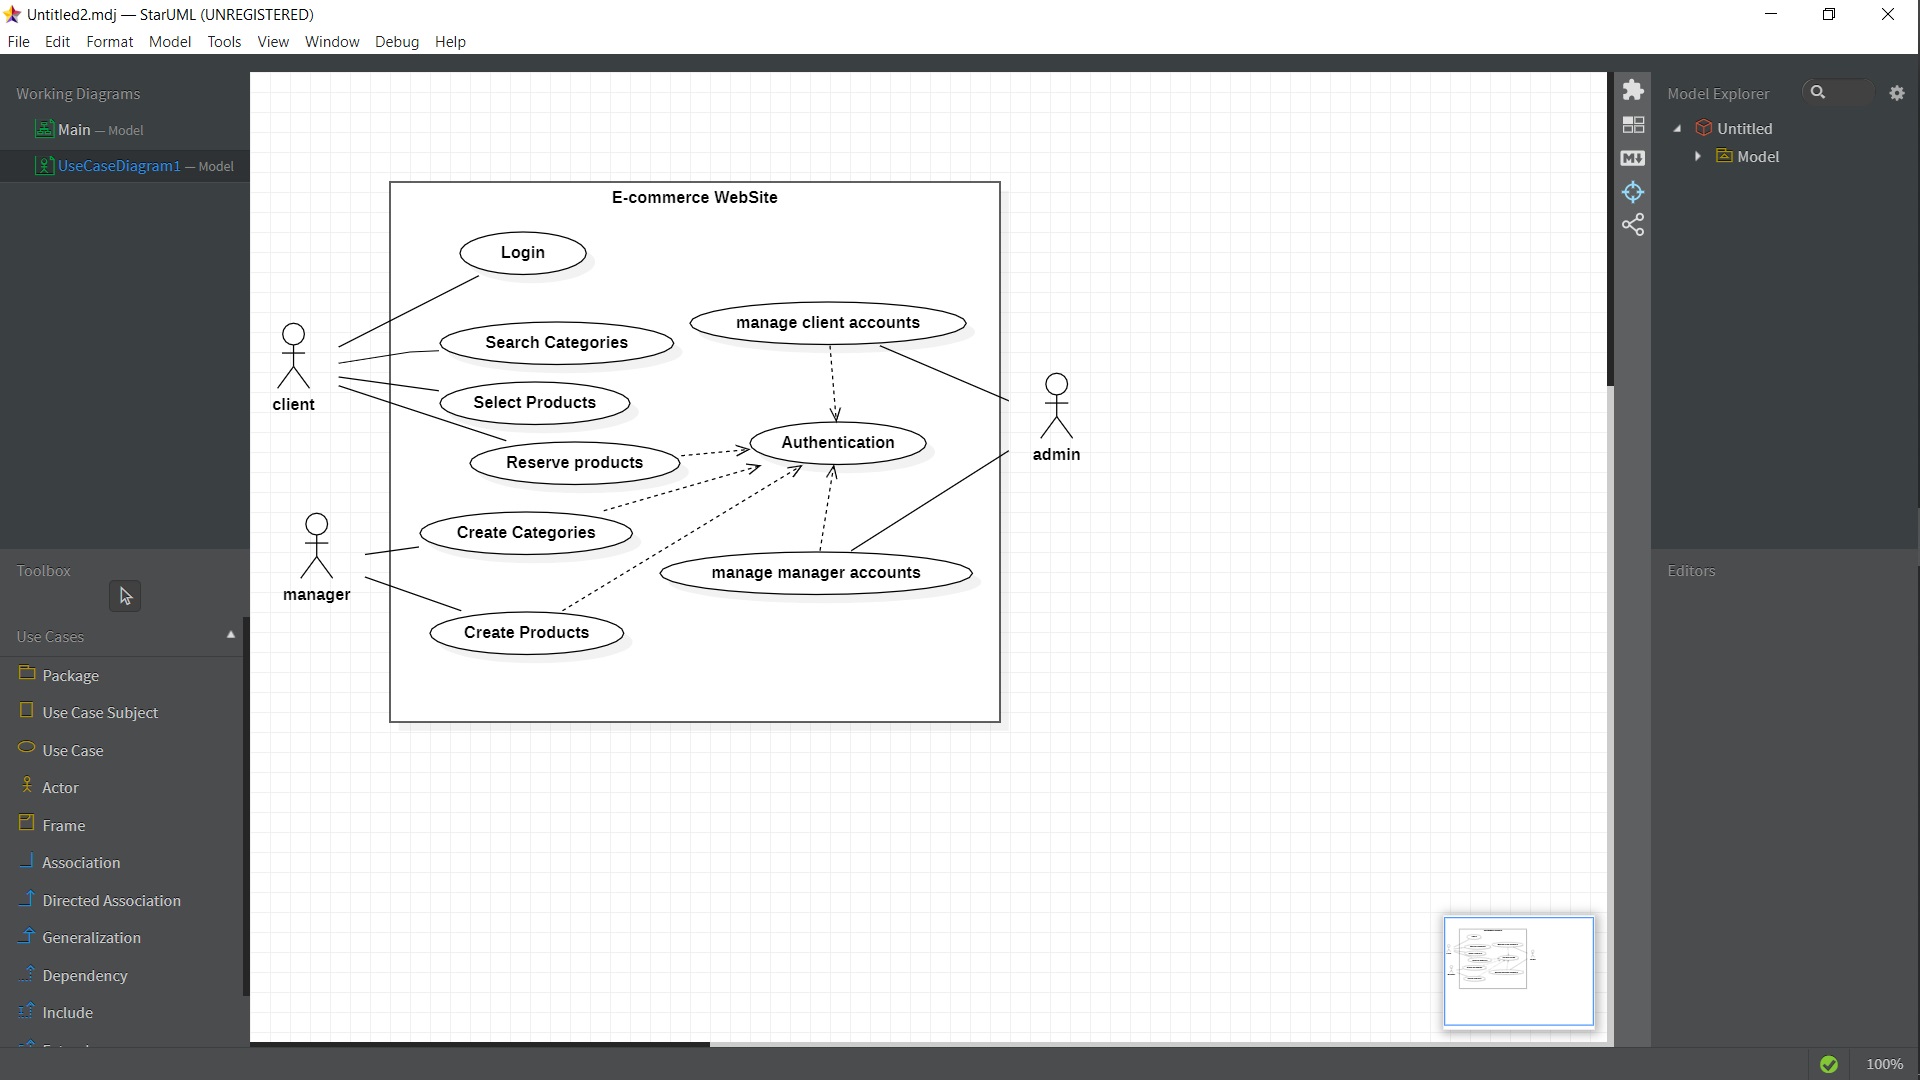 Untitled2.mdj — StarUML (UNREGISTERED)
File Edit Format Model Tools View Window Debug Help
Working Diagrams
Main — Model
UseCaseDiagram1 — Model
Toolbox
Use Cases
Package
Use Case Subject
Use Case
Actor
Frame
Association
Directed Association
Generalization
Dependency
Include
E-commerce WebSite
Login
manage client accounts
Search Categories
client
Select Products
Authentication
admin
Reserve products
Create Categories
manage manager accounts
manager
Create Products
Model Explorer
Untitled
Model
M
Editors
100%